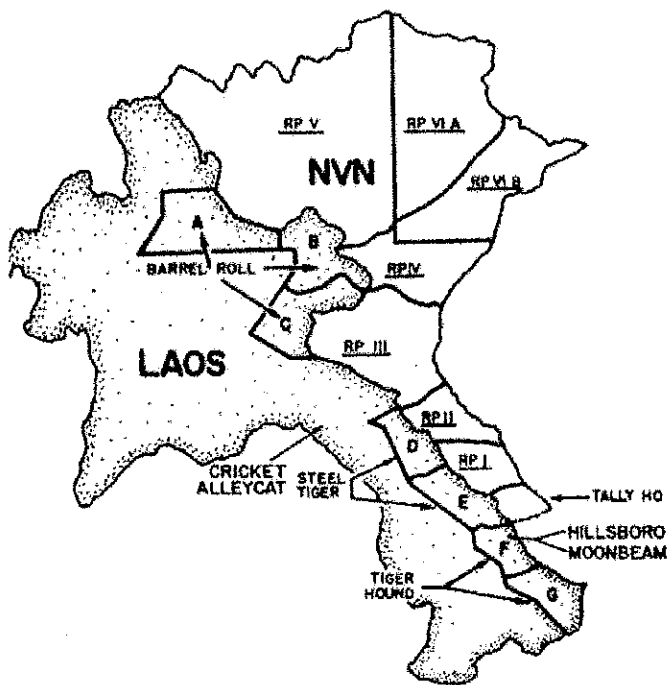 RP V
RP VI A
NVN
RP VI B
A
B
BARREL ROLL
RP IV
C
RP III
LAOS
RP II
D
RP I
CRICKET
ALLEYCAT
STEEL
TIGER
E
TALLY HO
F
HILLSBORO
MOONBEAM
TIGER
HOUND
G